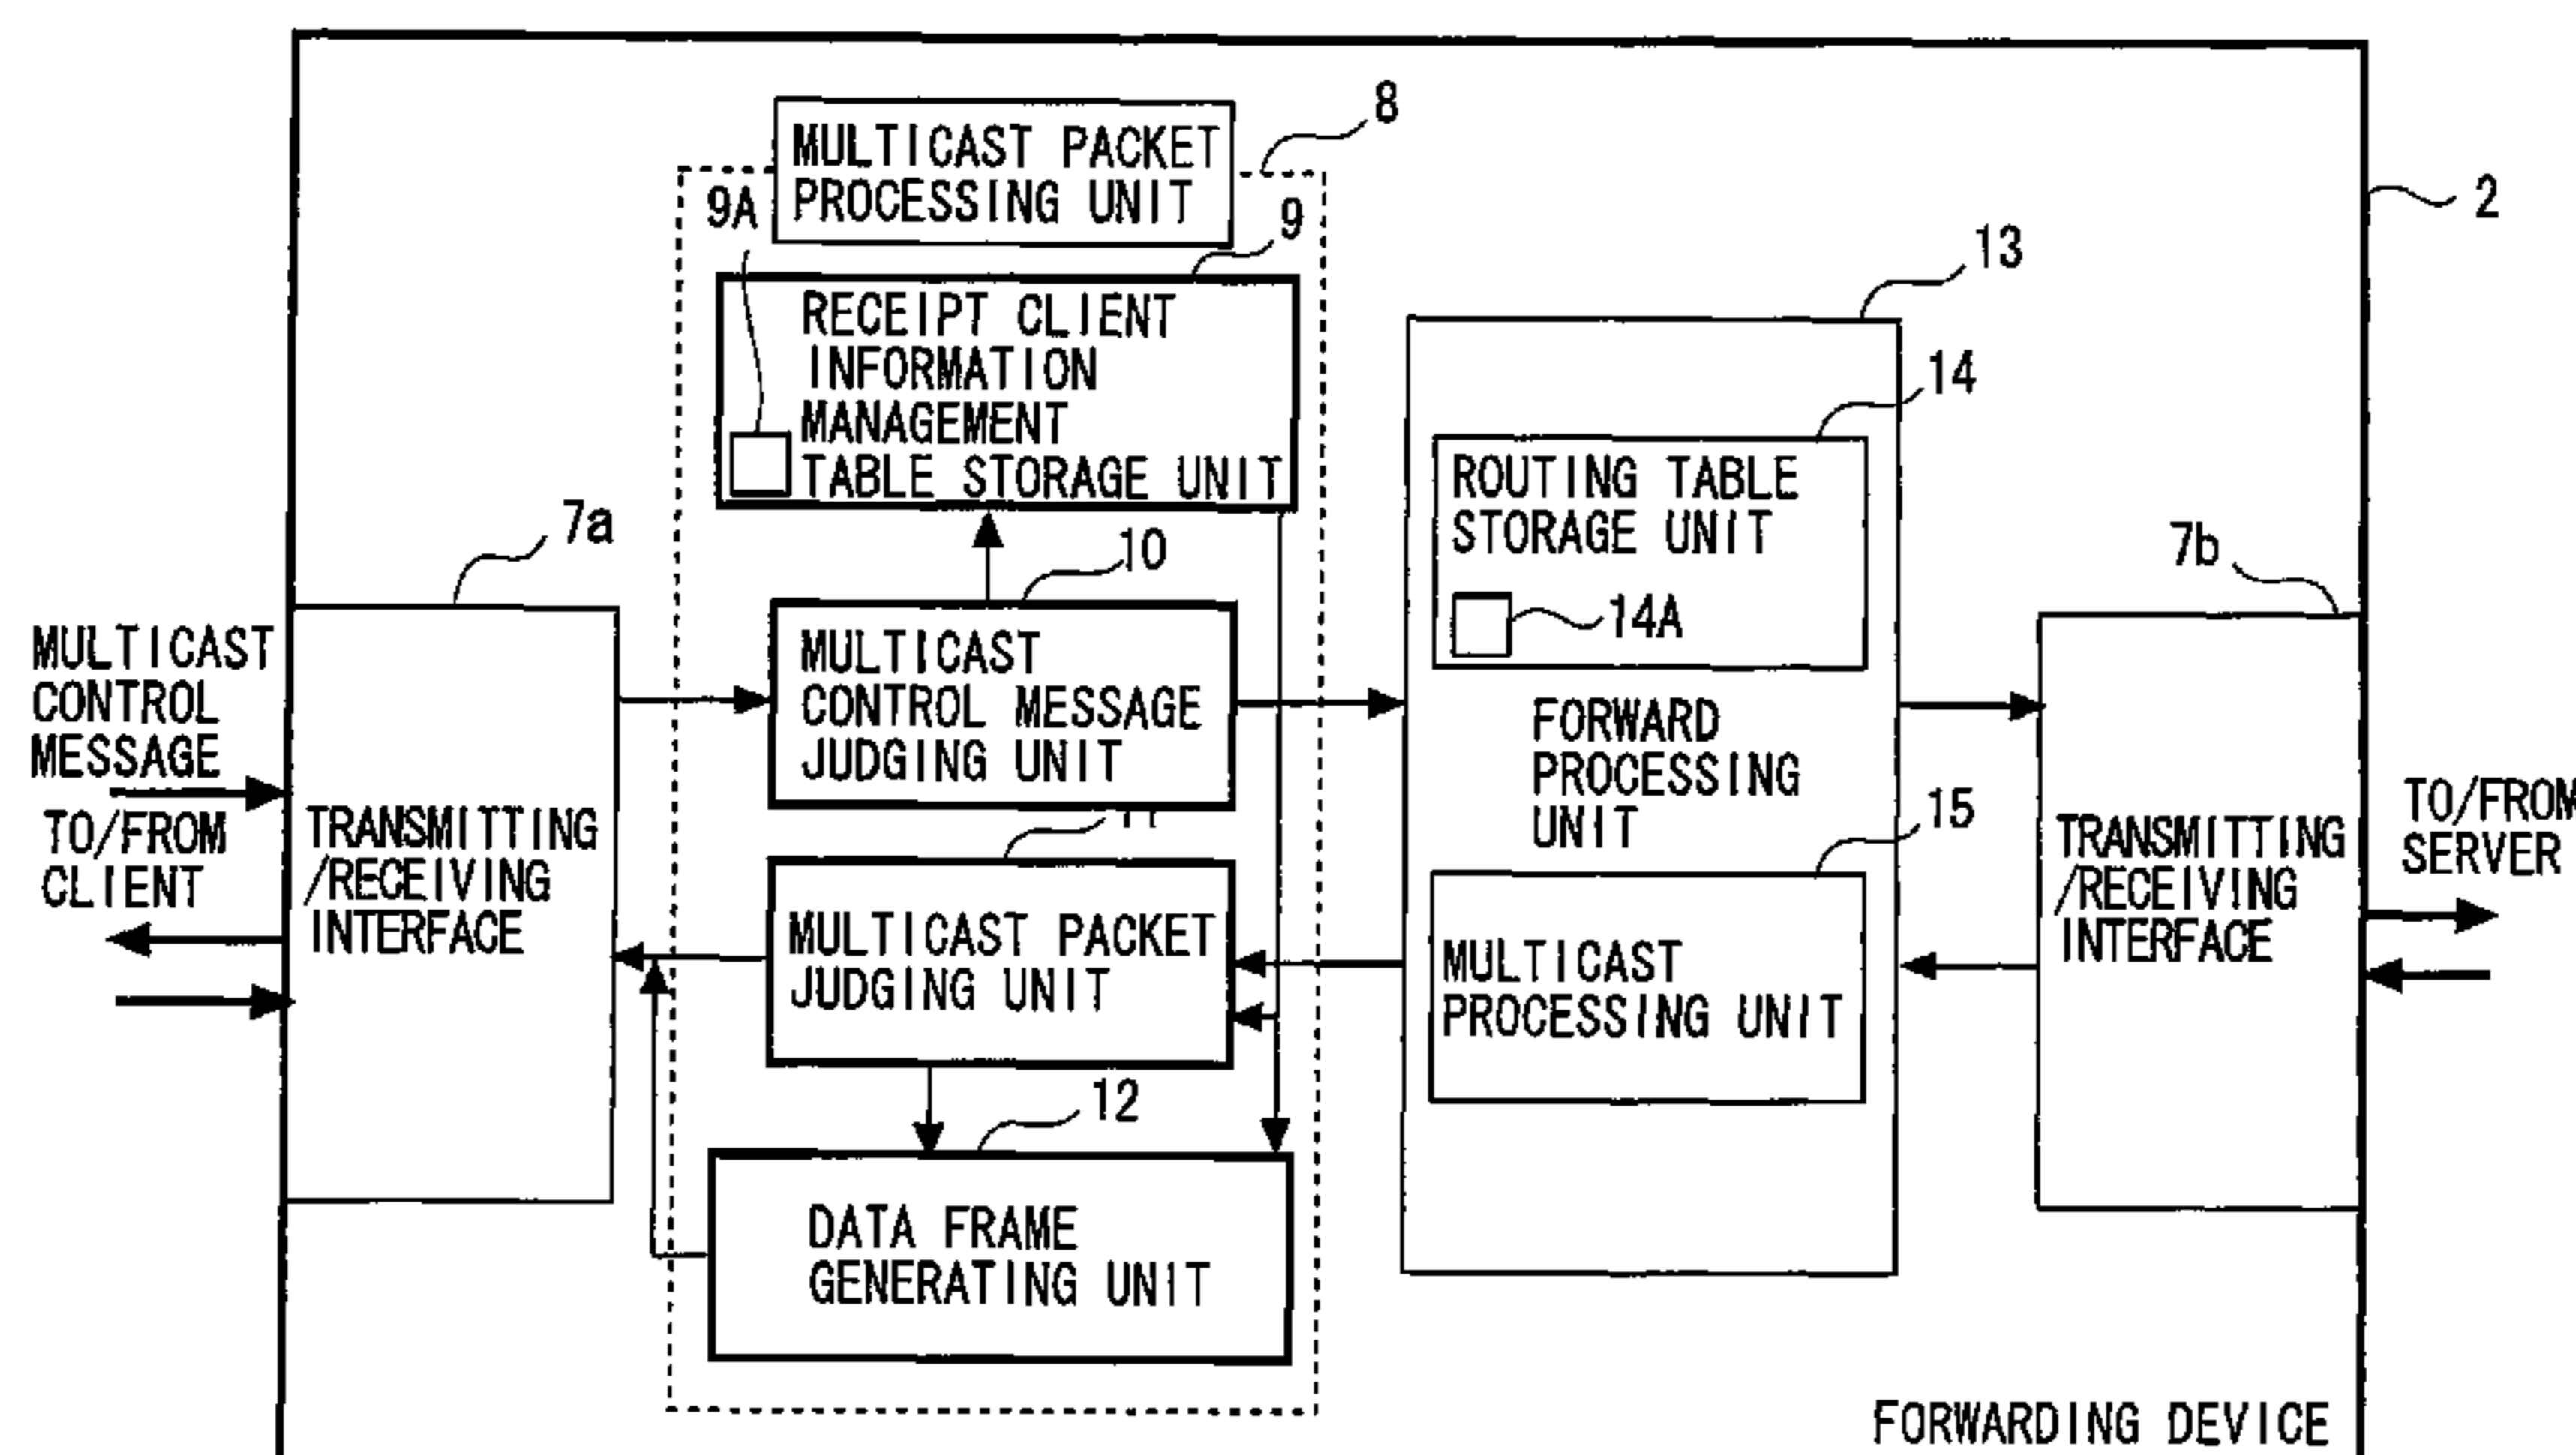 8
MULTICAST PACKET
PROCESSING UNIT
2
9A
9
13
RECEIPT CLIENT
INFORMATION
MANAGEMENT
TABLE STORAGE UNIT
14
ROUTING TABLE
STORAGE UNIT
14A
7a
10
7b
MULTICAST
CONTROL
MESSAGE
MULTICAST
CONTROL MESSAGE
JUDGING UNIT
FORWARD
PROCESSING
UNIT
TO/FROM
CLIENT
TRANSMITTING
/RECEIVING
INTERFACE
11
15
TRANSMITTING
/RECEIVING
INTERFACE
TO/FROM
SERVER
MULTICAST PACKET
JUDGING UNIT
MULTICAST
PROCESSING UNIT
12
DATA FRAME
GENERATING UNIT
FORWARDING DEVICE